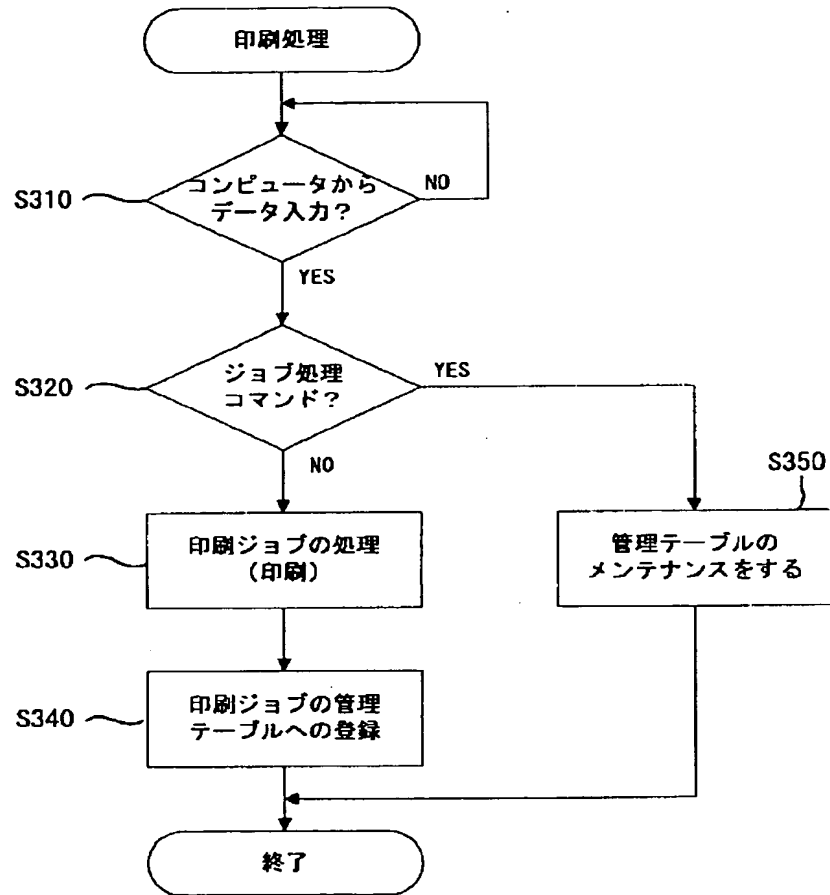 印刷処理
S310
コンピュータから
データ入力?
NO
YES
S320
ジョブ処理
コマンド?
YES
NO
S350
S330
印刷ジョブの処理
(印刷)
管理テーブルの
メンテナンスをする
S340
印刷ジョブの管理
テーブルへの登録
終了